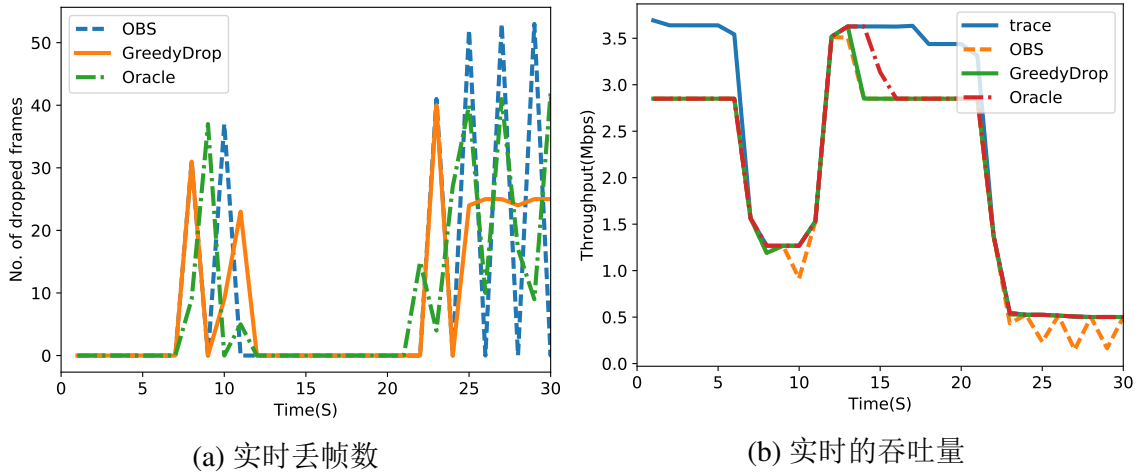 OBS
GreedyDrop
Oracle
No. of dropped frames
50
40
30
20
10
0
0 5 10 15 20 25 30
Time(S)
(a) 实时丢帧数
trace
OBS
GreedyDrop
Oracle
Throughput(Mbps)
3.5
3.0
2.5
2.0
1.5
1.0
0.5
0.0
0 5 10 15 20 25 30
Time(S)
(b) 实时的吞吐量